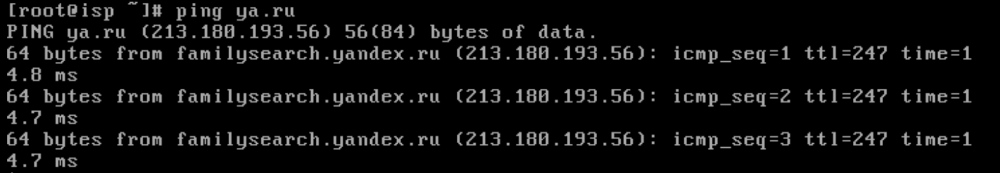 [root@isp ~]# ping ya.ru
PING ya.ru (213.180.193.56) 56(84) bytes of data.
64 bytes from familysearch.yandex.ru (213.180.193.56): icmp_seq=1 ttl=247 time=1
4.8 ms
64 bytes from familysearch.yandex.ru (213.180.193.56): icmp_seq=2 ttl=247 time=1
4.7 ms
64 bytes from familysearch.yandex.ru (213.180.193.56): icmp_seq=3 ttl=247 time=1
4.7 ms